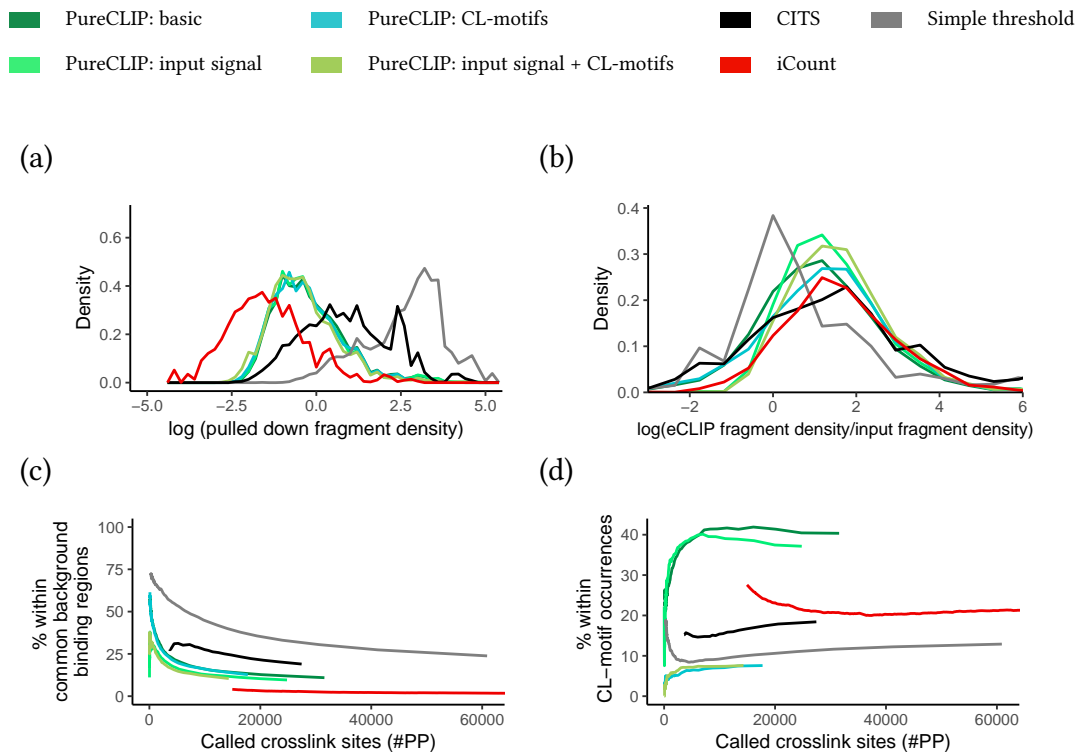 PureCLIP: basic
PureCLIP: CL-motifs
CITS
Simple threshold
PureCLIP: input signal
PureCLIP: input signal + CL-motifs
iCount
(a)
(b)
Density
0.6
0.4
0.2
0.0
−5.0 −2.5 0.0 2.5 5.0
log (pulled down fragment density)
Density
0.4
0.3
0.2
0.1
0.0
−2 0 2 4 6
log(eCLIP fragment density/input fragment density)
(c)
(d)
% within
common background
binding regions
100
75
50
25
0
0 20000 40000 60000
Called crosslink sites (#PP)
% within
CL−motif occurrences
40
30
20
10
0
0 20000 40000 60000
Called crosslink sites (#PP)